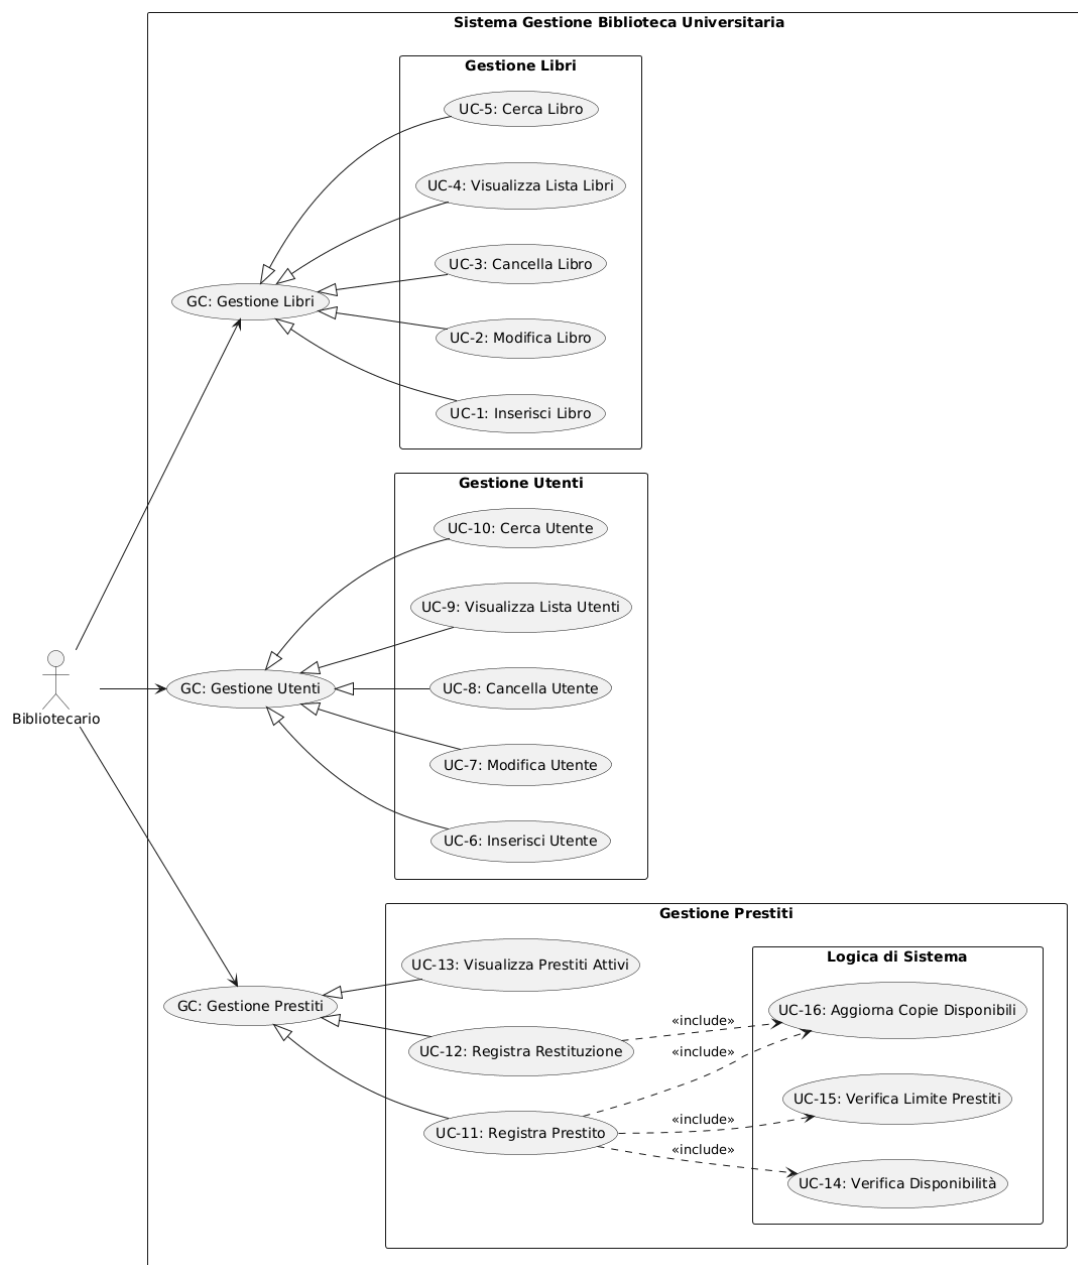 Sistema Gestione Biblioteca Universitaria
Gestione Libri
UC-5: Cerca Libro
UC-4: Visualizza Lista Libri
UC-3: Cancella Libro
GC: Gestione Libri
UC-2: Modifica Libro
UC-1: Inserisci Libro
Gestione Utenti
UC-10: Cerca Utente
UC-9: Visualizza Lista Utenti
GC: Gestione Utenti
UC-8: Cancella Utente
Bibliotecario
UC-7: Modifica Utente
UC-6: Inserisci Utente
Gestione Prestiti
UC-13: Visualizza Prestiti Attivi
Logica di Sistema
GC: Gestione Prestiti
UC-16: Aggiorna Copie Disponibili
«include»
UC-12: Registra Restituzione
«include»
UC-15: Verifica Limite Prestiti
«include»
UC-11: Registra Prestito
«include»
UC-14: Verifica Disponibilità